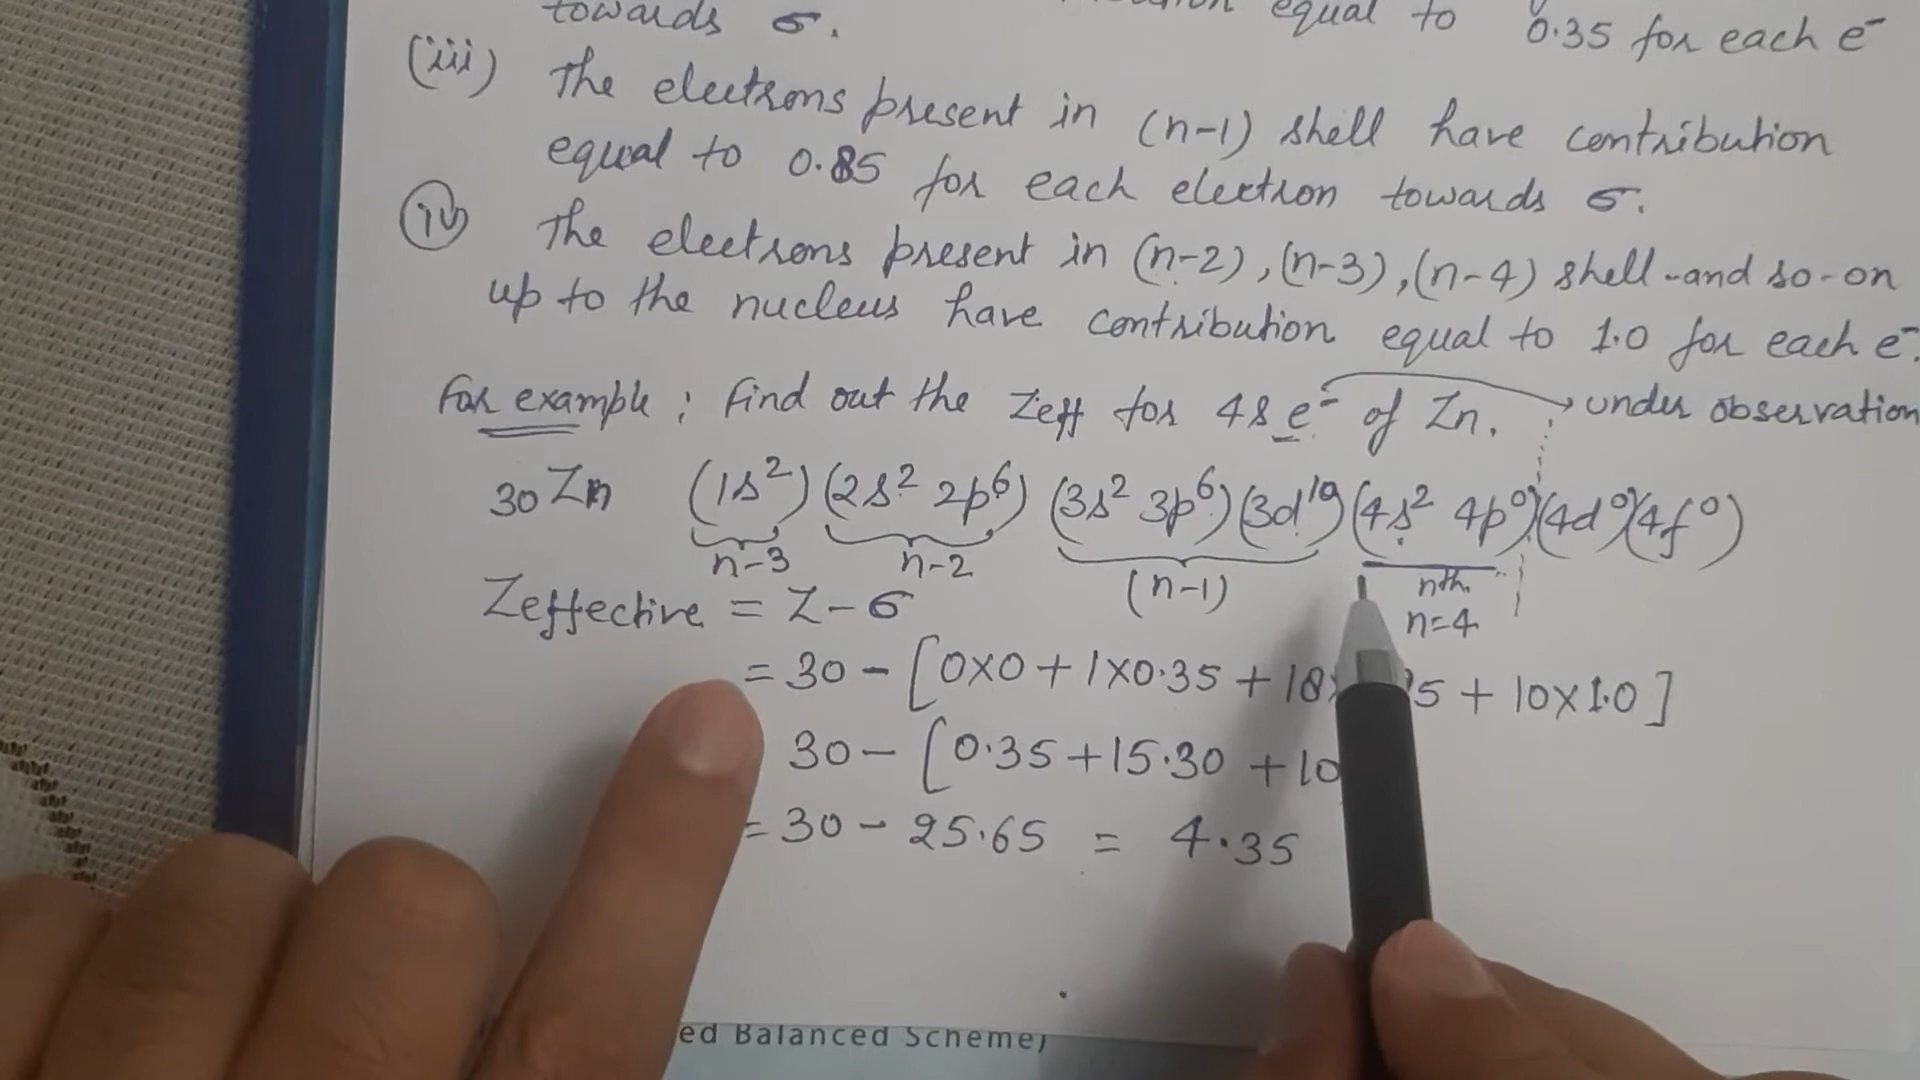 towards σ. equal to 0.35 for each e⁻
(iii) The electrons present in (n-1) shell have contribution
equal to 0.85 for each electron towards σ.
(iv) The electrons present in (n-2), (n-3), (n-4) shell - and so-on
up to the nucleus have contribution equal to 1.0 for each e⁻.
For example : Find out the Zeff for 4s e⁻ of Zn. → under observation
30 Zn (1s²) (2s² 2p⁶) (3s² 3p⁶) (3d¹⁰) (4s² 4p⁰) (4d⁰) (4f⁰)
n-3 n-2 (n-1) nth
n=4
Zeffective = Z - σ
= 30 - [0×0 + 1×0.35 + 18× 5 + 10×1.0]
30 - [0.35 + 15.30 + 10
= 30 - 25.65 = 4.35
ed Balanced Scheme)